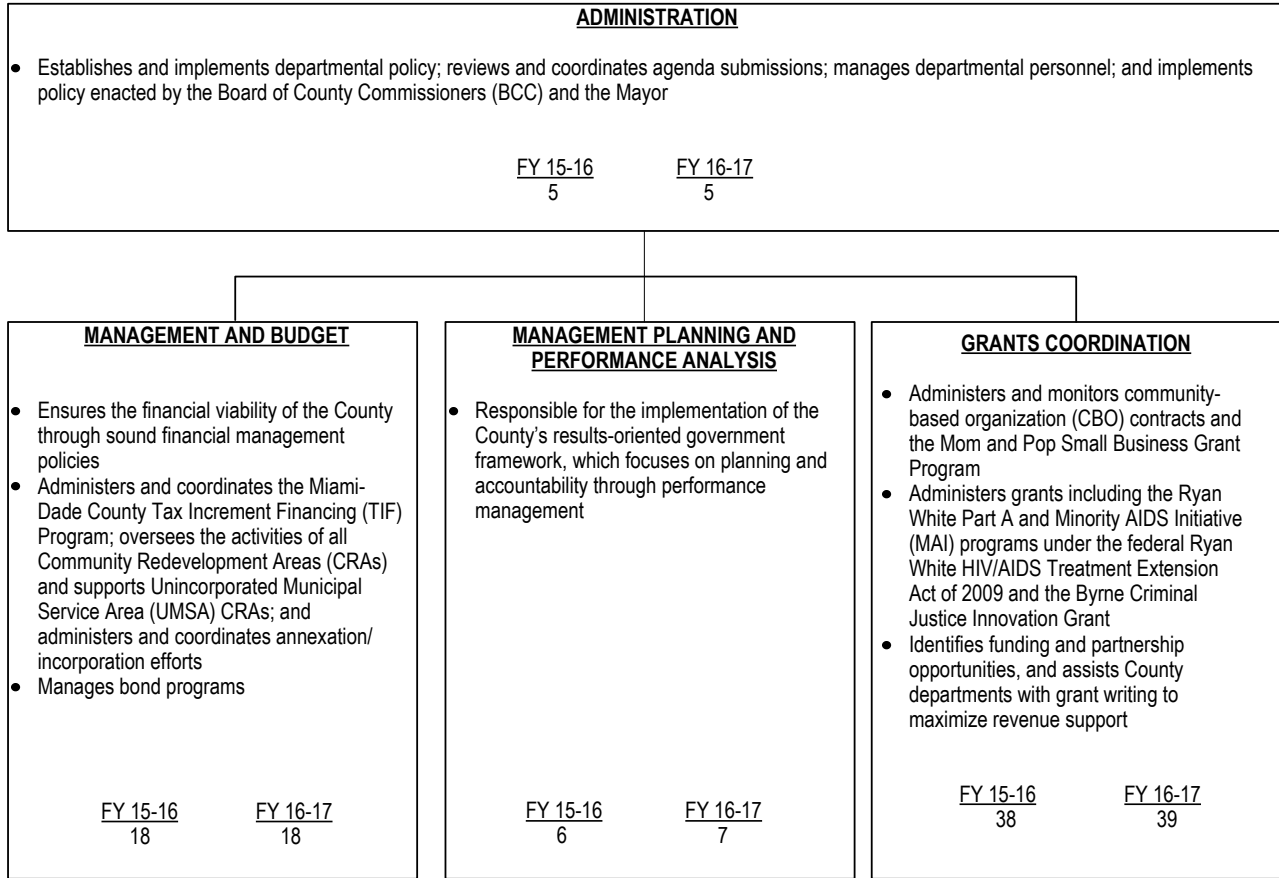 ADMINISTRATION
• Establishes and implements departmental policy; reviews and coordinates agenda submissions; manages departmental personnel; and implements
policy enacted by the Board of County Commissioners (BCC) and the Mayor
FY 15-16 FY 16-17
5 5
MANAGEMENT AND BUDGET
• Ensures the financial viability of the County
through sound financial management
policies
• Administers and coordinates the Miami-
Dade County Tax Increment Financing (TIF)
Program; oversees the activities of all
Community Redevelopment Areas (CRAs)
and supports Unincorporated Municipal
Service Area (UMSA) CRAs; and
administers and coordinates annexation/
incorporation efforts
• Manages bond programs
FY 15-16 FY 16-17
18 18
MANAGEMENT PLANNING AND
PERFORMANCE ANALYSIS
• Responsible for the implementation of the
County's results-oriented government
framework, which focuses on planning and
accountability through performance
management
FY 15-16 FY 16-17
6 7
GRANTS COORDINATION
• Administers and monitors community-
based organization (CBO) contracts and
the Mom and Pop Small Business Grant
Program
• Administers grants including the Ryan
White Part A and Minority AIDS Initiative
(MAI) programs under the federal Ryan
White HIV/AIDS Treatment Extension
Act of 2009 and the Byrne Criminal
Justice Innovation Grant
• Identifies funding and partnership
opportunities, and assists County
departments with grant writing to
maximize revenue support
FY 15-16 FY 16-17
38 39